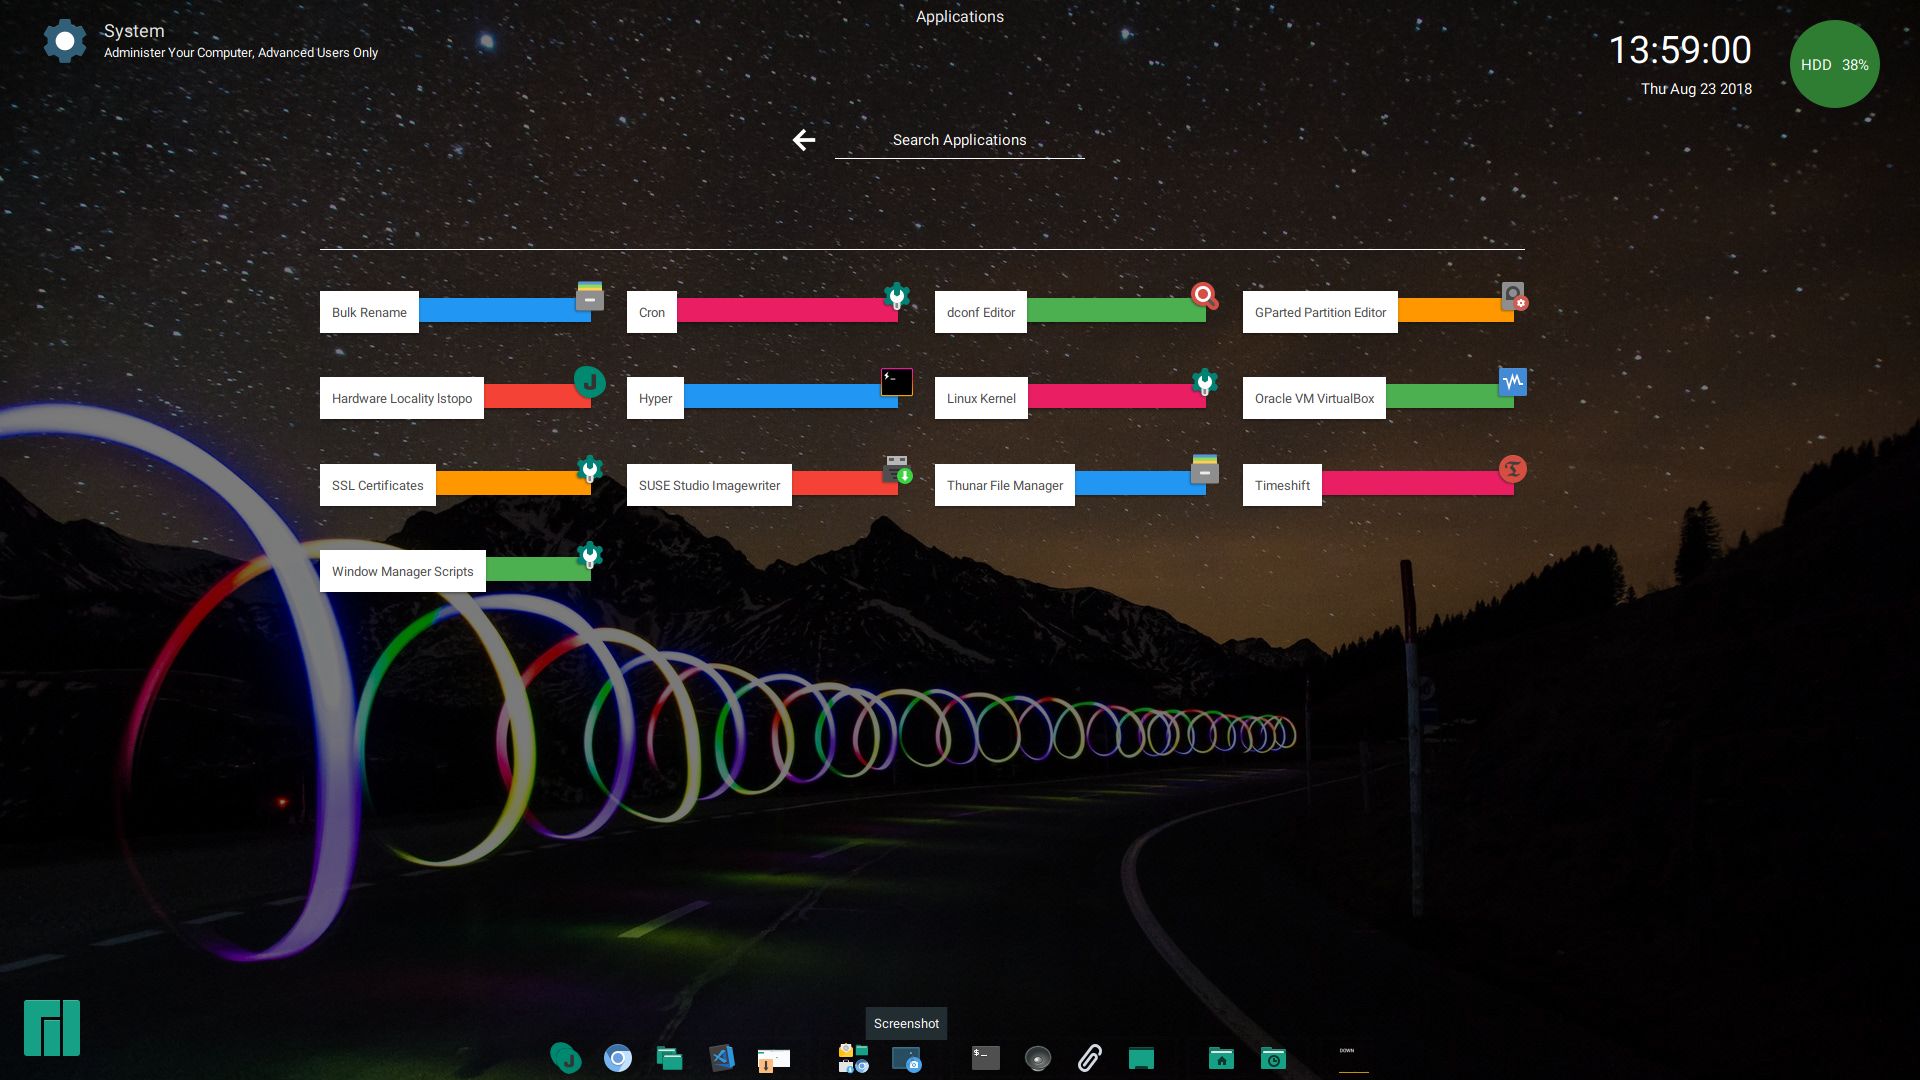 System
Administer Your Computer, Advanced Users Only
Applications
13:59:00
Thu Aug 23 2018
HDD 38%
Search Applications
Bulk Rename
Cron
dconf Editor
GParted Partition Editor
Hardware Locality lstopo
Hyper
Linux Kernel
Oracle VM VirtualBox
SSL Certificates
SUSE Studio Imagewriter
Thunar File Manager
Timeshift
Window Manager Scripts
Screenshot
J
$_
DOWN